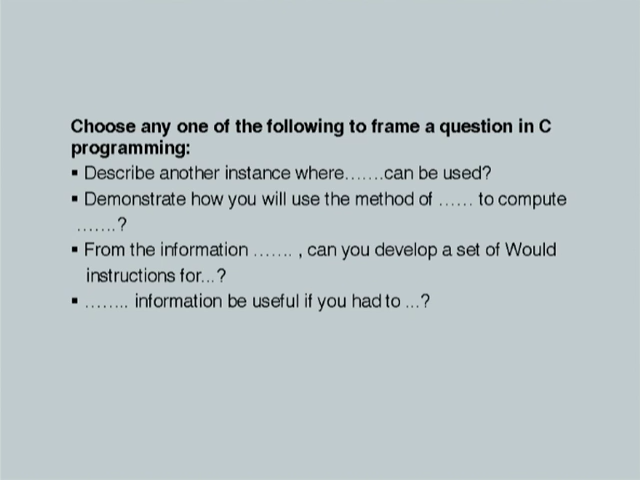 Choose any one of the following to frame a question in C
programming:
▪ Describe another instance where.......can be used?
▪ Demonstrate how you will use the method of ...... to compute
.......?
▪ From the information ....... , can you develop a set of Would
instructions for...?
▪ ........ information be useful if you had to ...?